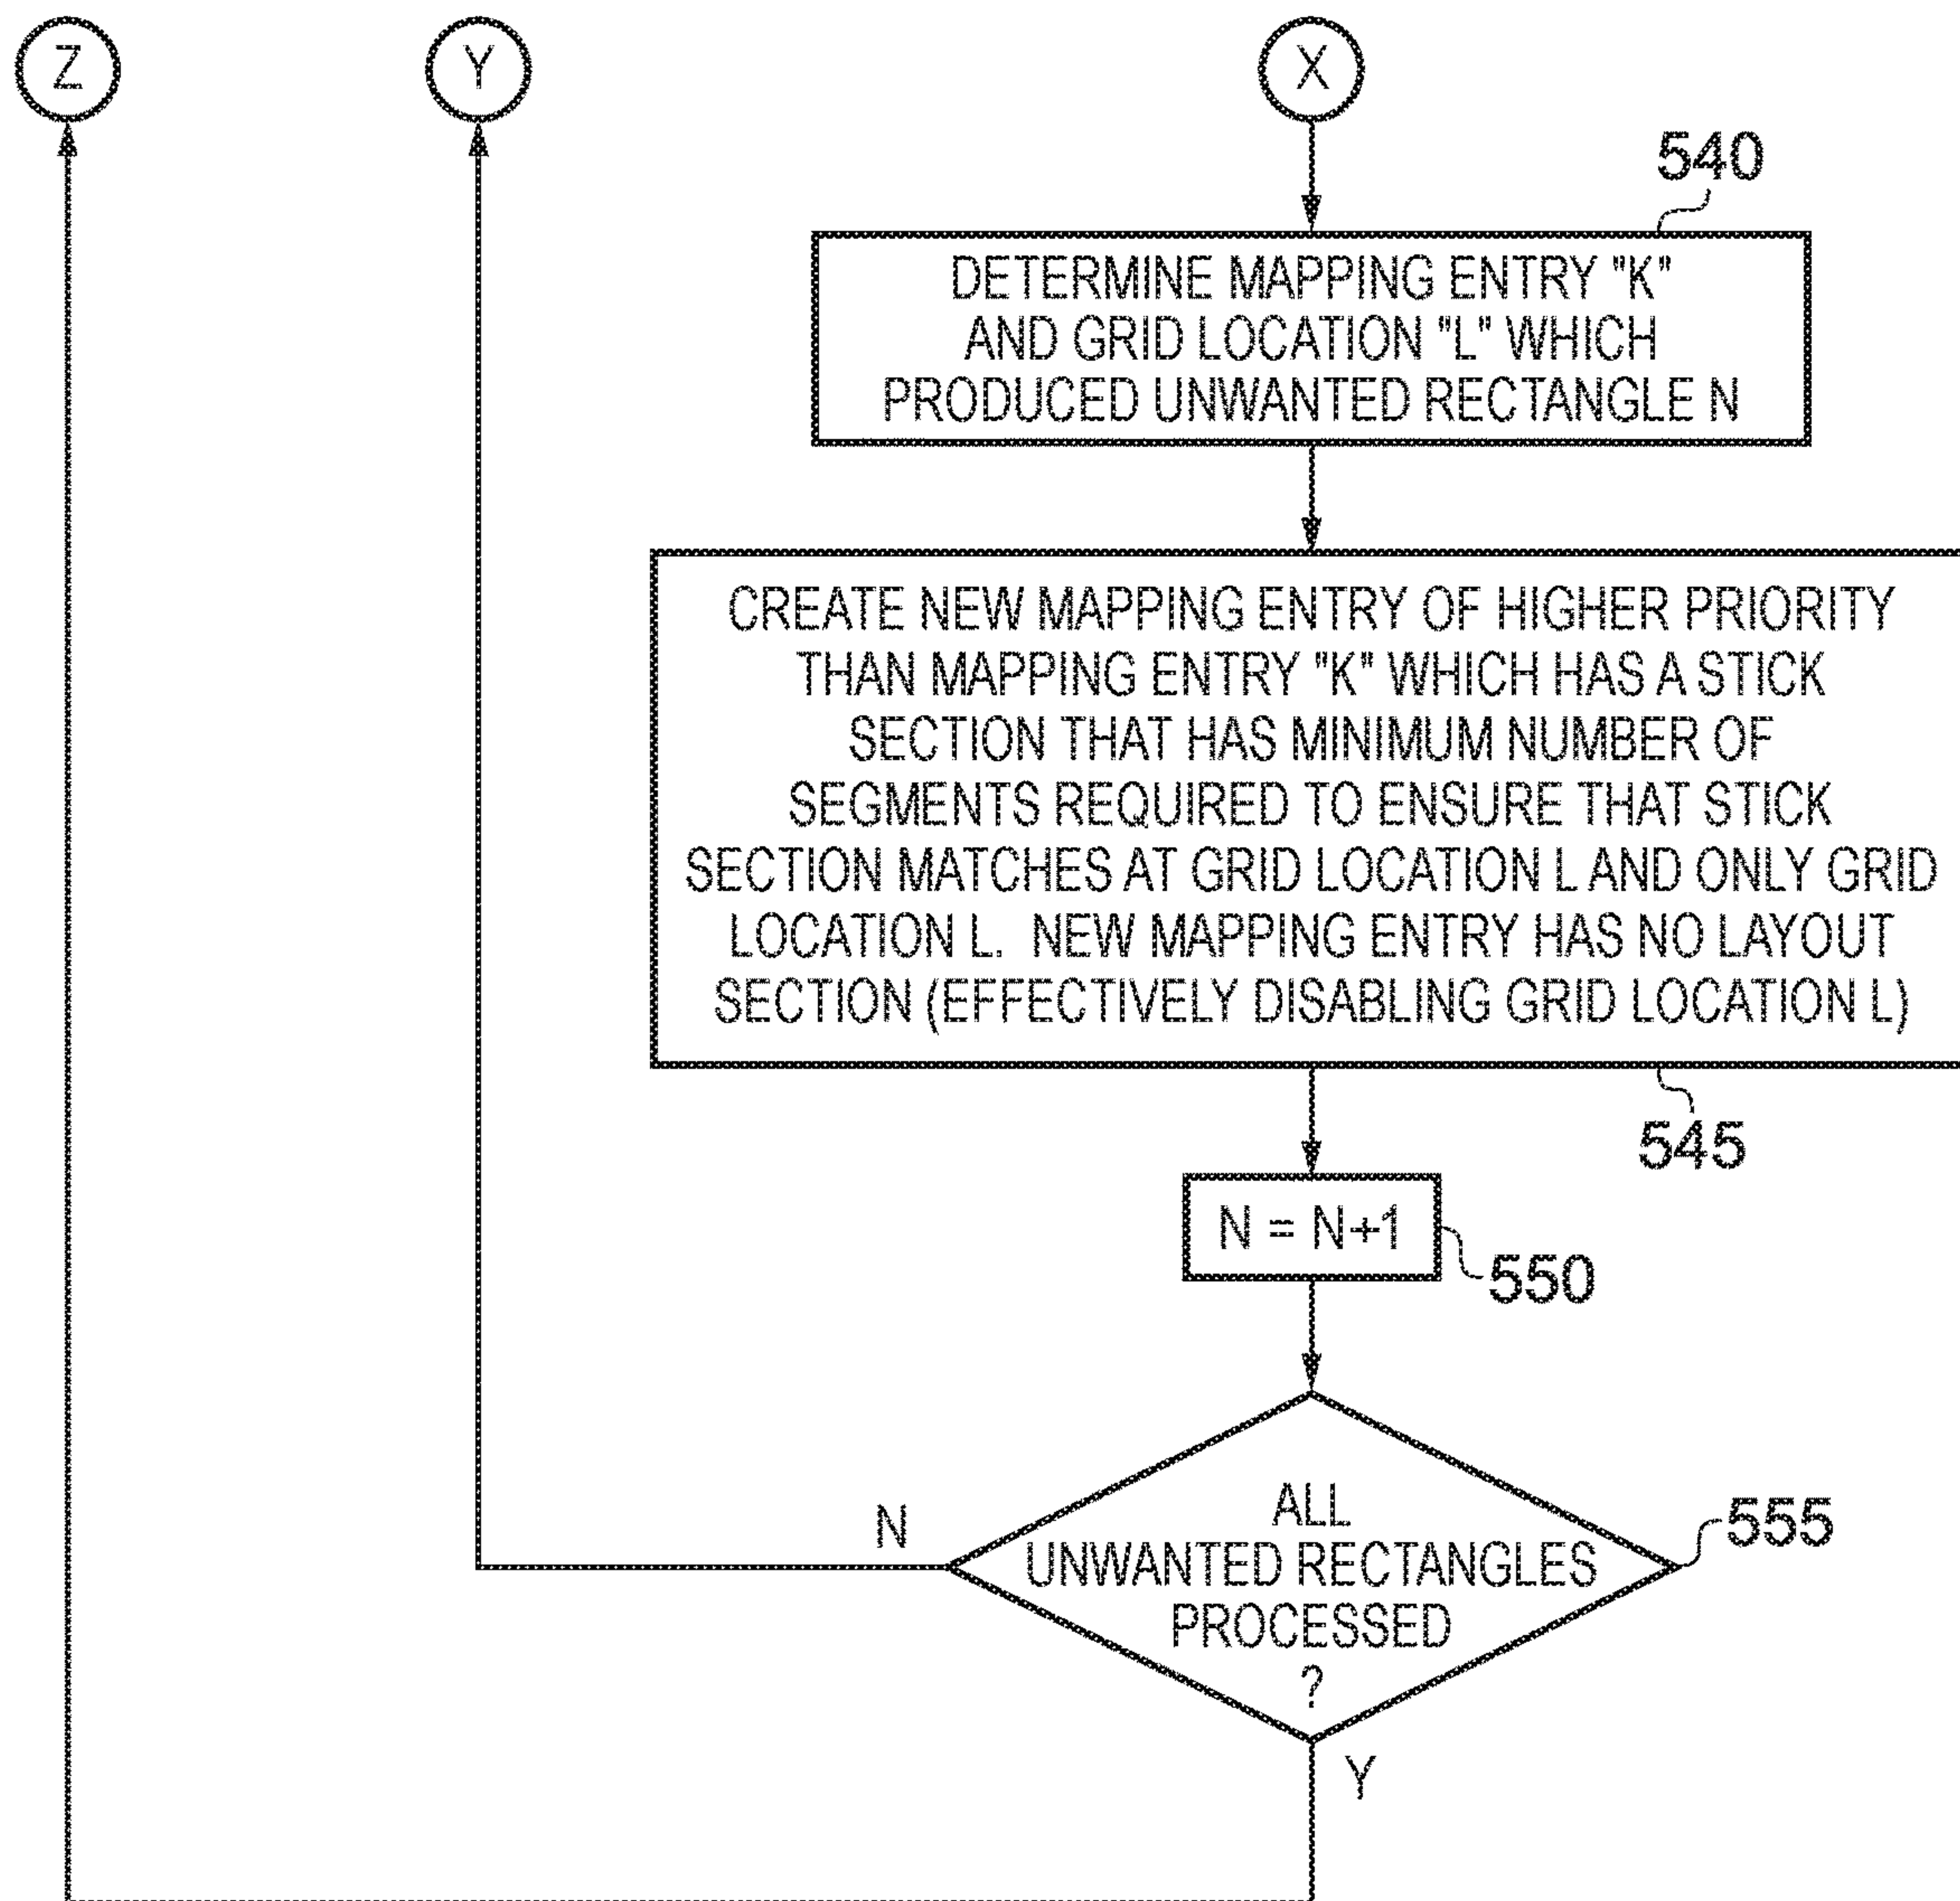 Z
Y
X
540
DETERMINE MAPPING ENTRY "K"
AND GRID LOCATION "L" WHICH
PRODUCED UNWANTED RECTANGLE N
CREATE NEW MAPPING ENTRY OF HIGHER PRIORITY
THAN MAPPING ENTRY "K" WHICH HAS A STICK
SECTION THAT HAS MINIMUM NUMBER OF
SEGMENTS REQUIRED TO ENSURE THAT STICK
SECTION MATCHES AT GRID LOCATION L AND ONLY GRID
LOCATION L. NEW MAPPING ENTRY HAS NO LAYOUT
SECTION (EFFECTIVELY DISABLING GRID LOCATION L)
545
N = N+1
550
ALL
UNWANTED RECTANGLES
PROCESSED
?
555
N
Y